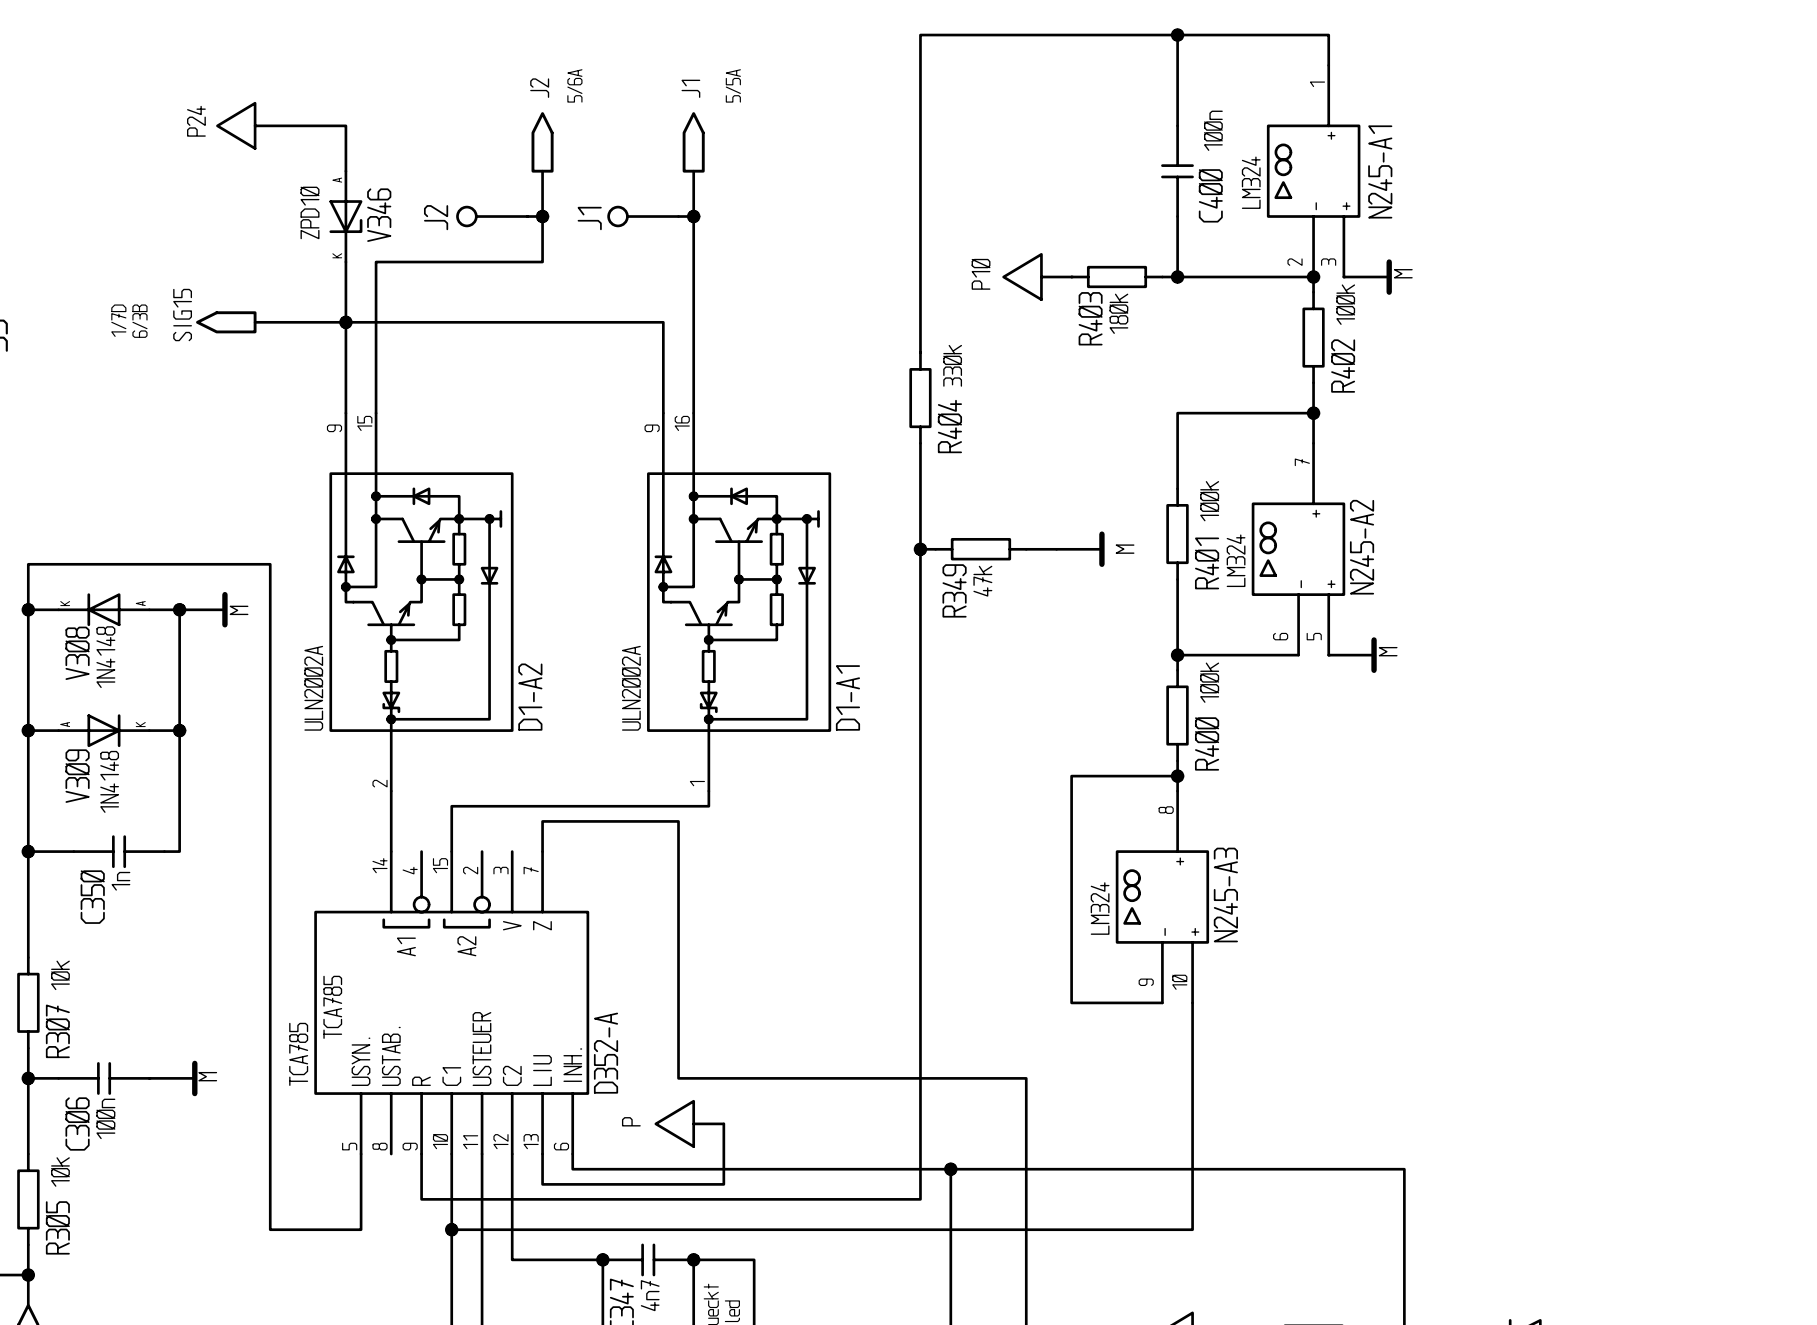 P24
ZPD10
V346
A
K
J2
5/6A
J1
5/5A
J2
J1
1/7D
6/3B
SIG15
9
15
9
16
ULN2002A
D1-A2
ULN2002A
D1-A1
2
1
K
A
V308
1N4148
M
A
K
V309
1N4148
C350
1n
R307
10k
C306
100n
M
R305
10k
14
4
15
2
3
7
A1
A2
V
Z
TCA785
TCA785
USYN.
USTAB.
R
C1
USTEUER
C2
LIU
INH.
D352-A
5
8
9
10
11
12
13
6
P
4n7
1
C400
100n
LM324
N245-A1
+
-
+
2
3
M
P10
R403
180k
R402
100k
R404
330k
7
R401
100k
LM324
N245-A2
+
-
+
6
5
M
R349
47k
M
R400
100k
8
LM324
N245-A3
+
-
+
9
10